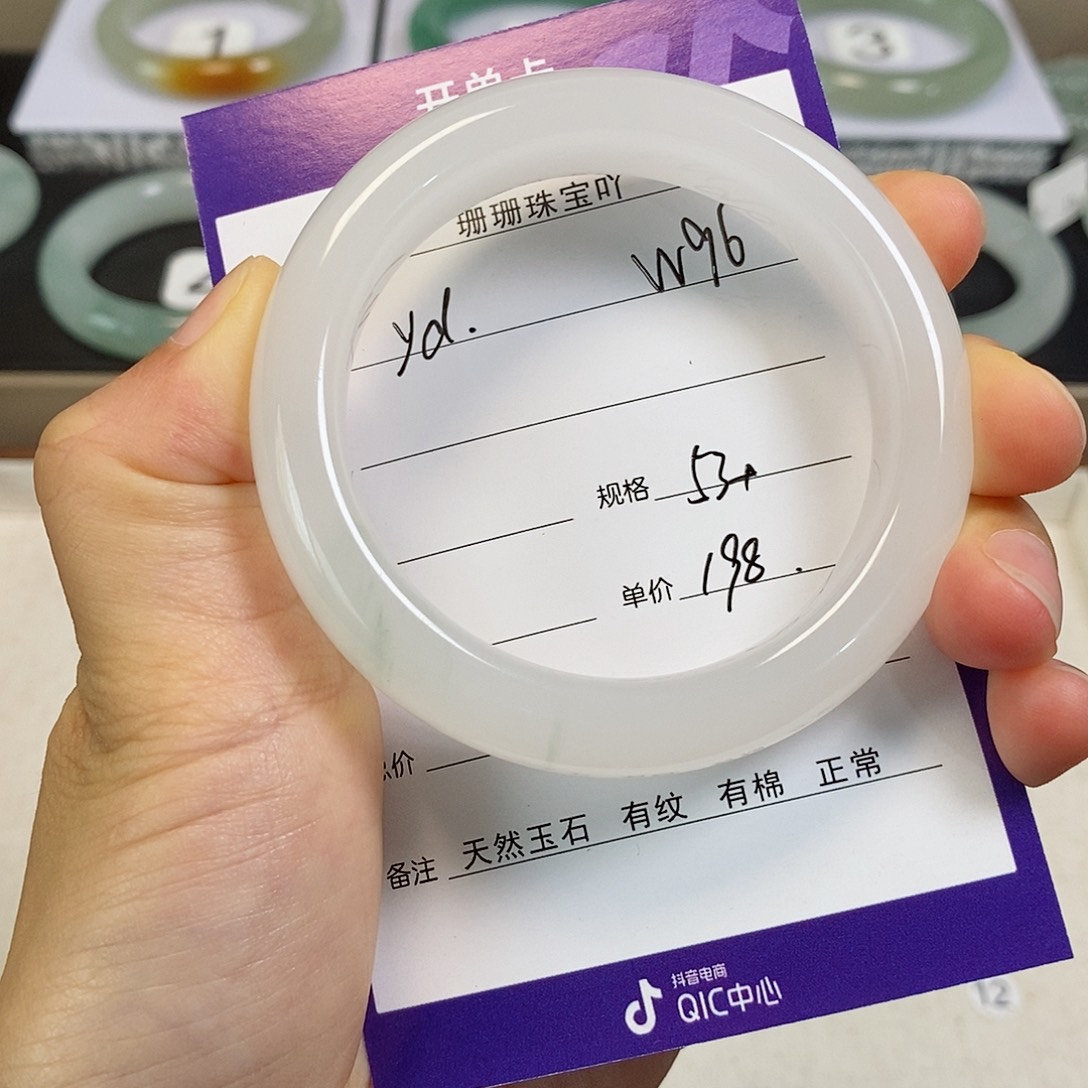 1
3
开单卡
珊珊珠宝吖
yd. W96
规格 53+
单价 198.
价
备注 天然玉石 有纹 有棉 正常
抖音电商
QIC中心
12